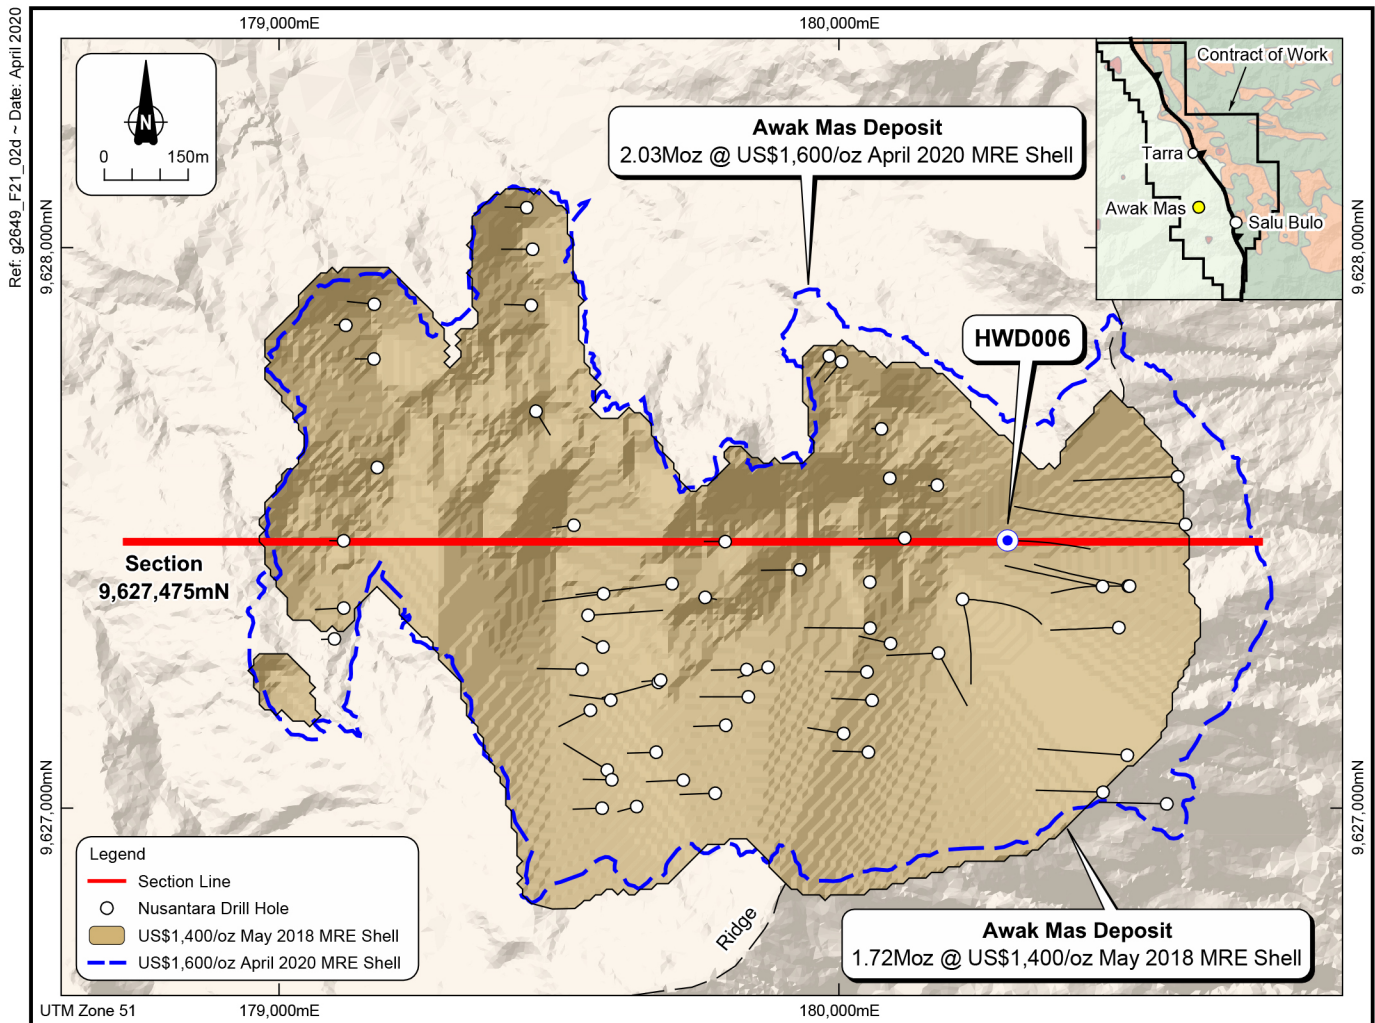 Ref: g2649_F21_02d ~ Date: April 2020
179,000mE
180,000mE
N
0
150m
Awak Mas Deposit
2.03Moz @ US$1,600/oz April 2020 MRE Shell
Contract of Work
Tarra
Awak Mas
Salu Bulo
9,628,000mN
9,628,000mN
HWD006
Section
9,627,475mN
9,627,000mN
9,627,000mN
Legend
Section Line
Nusantara Drill Hole
US$1,400/oz May 2018 MRE Shell
US$1,600/oz April 2020 MRE Shell
Ridge
Awak Mas Deposit
1.72Moz @ US$1,400/oz May 2018 MRE Shell
UTM Zone 51
179,000mE
180,000mE